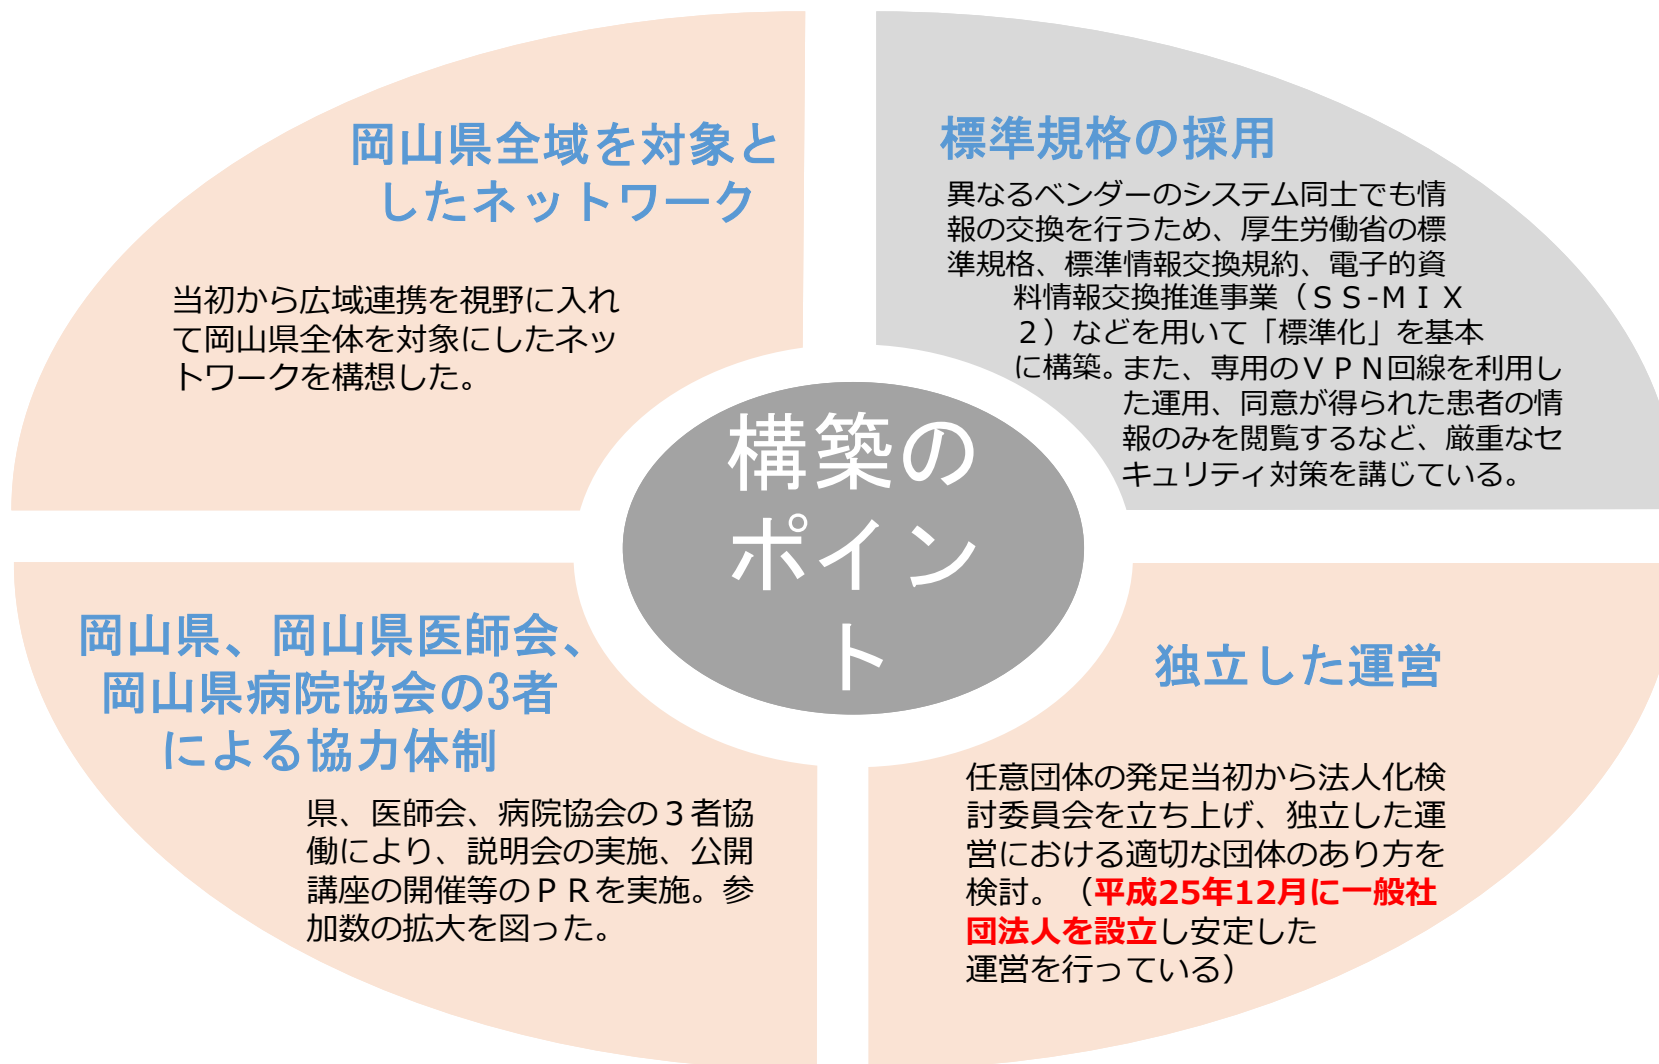 岡山県全域を対象と
したネットワーク
当初から広域連携を視野に入れ
て岡山県全体を対象にしたネッ
トワークを構想した。
標準規格の採用
異なるベンダーのシステム同士でも情
報の交換を行うため、厚生労働省の標
準規格、標準情報交換規約、電子的資
料情報交換推進事業（ＳＳ-ＭＩＸ
２）などを用いて「標準化」を基本
に構築。また、専用のＶＰＮ回線を利用し
た運用、同意が得られた患者の情
報のみを閲覧するなど、厳重なセ
キュリティ対策を講じている。
構築の
ポイン
ト
岡山県、岡山県医師会、
岡山県病院協会の3者
による協力体制
県、医師会、病院協会の３者協
働により、説明会の実施、公開
講座の開催等のＰＲを実施。参
加数の拡大を図った。
独立した運営
任意団体の発足当初から法人化検
討委員会を立ち上げ、独立した運
営における適切な団体のあり方を
検討。（平成25年12月に一般社
団法人を設立し安定した
運営を行っている）